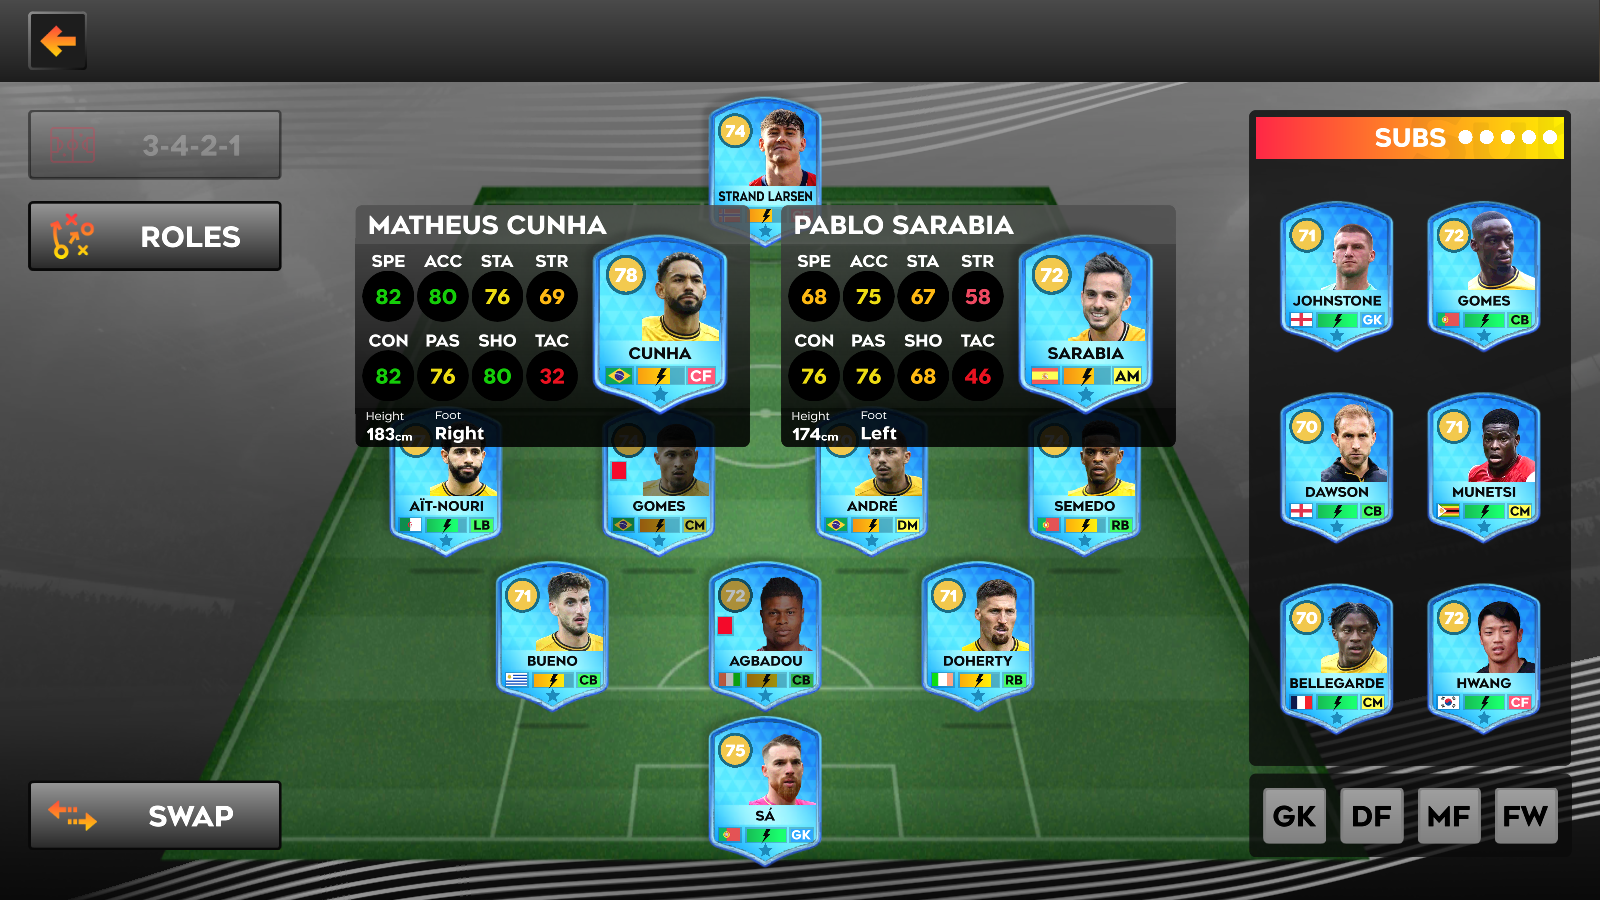 3-4-2-1
ROLES
SWAP
74
STRAND LARSEN
MATHEUS CUNHA
SPE ACC STA STR
82 80 76 69
CON PAS SHO TAC
82 76 80 32
Height Foot
183cm Right
78
CUNHA
CF
PABLO SARABIA
SPE ACC STA STR
68 75 67 58
CON PAS SHO TAC
76 76 68 46
Height Foot
174cm Left
72
SARABIA
AM
AÏT-NOURI
LB
GOMES
CM
ANDRÉ
DM
SEMEDO
RB
71
BUENO
CB
72
AGBADOU
CB
71
DOHERTY
RB
75
SÁ
GK
SUBS
71
JOHNSTONE
GK
72
GOMES
CB
70
DAWSON
CB
71
MUNETSI
CM
70
BELLEGARDE
CM
72
HWANG
CF
GK DF MF FW